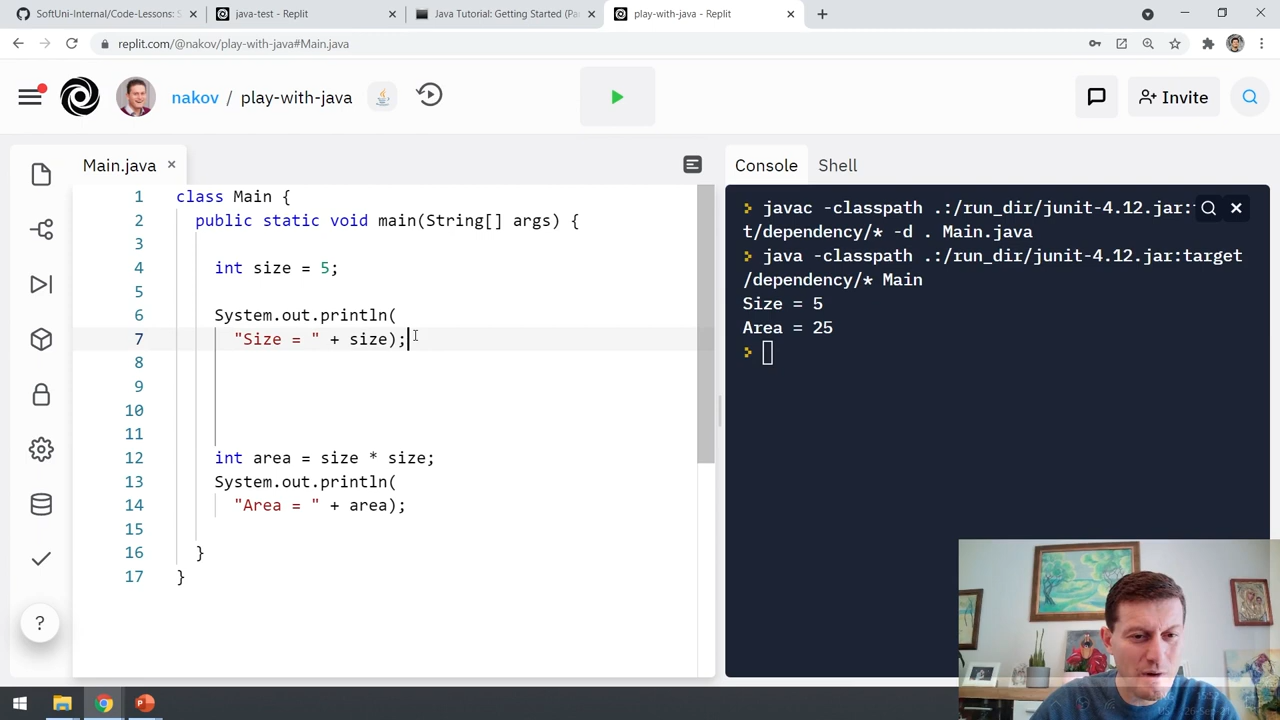 SoftUni-Internal/Code-Lessons: S
java-test - Replit
Java Tutorial: Getting Started (Pa
play-with-java - Replit
replit.com/@nakov/play-with-java#Main.java
nakov / play-with-java
Invite
Main.java
Console
Shell
1 class Main {
2 public static void main(String[] args) {
3
4 int size = 5;
5
6 System.out.println(
7 "Size = " + size);
8
9
10
11
12 int area = size * size;
13 System.out.println(
14 "Area = " + area);
15
16 }
17 }
javac -classpath .:/run_dir/junit-4.12.jar:
t/dependency/* -d . Main.java
java -classpath .:/run_dir/junit-4.12.jar:target
/dependency/* Main
Size = 5
Area = 25
?